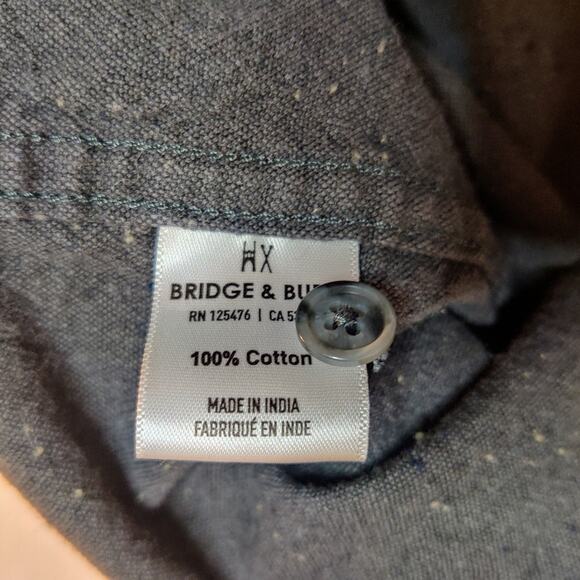 BRIDGE & BU
RN 125476 | CA 5
100% Cotton
MADE IN INDIA
FABRIQUÉ EN INDE